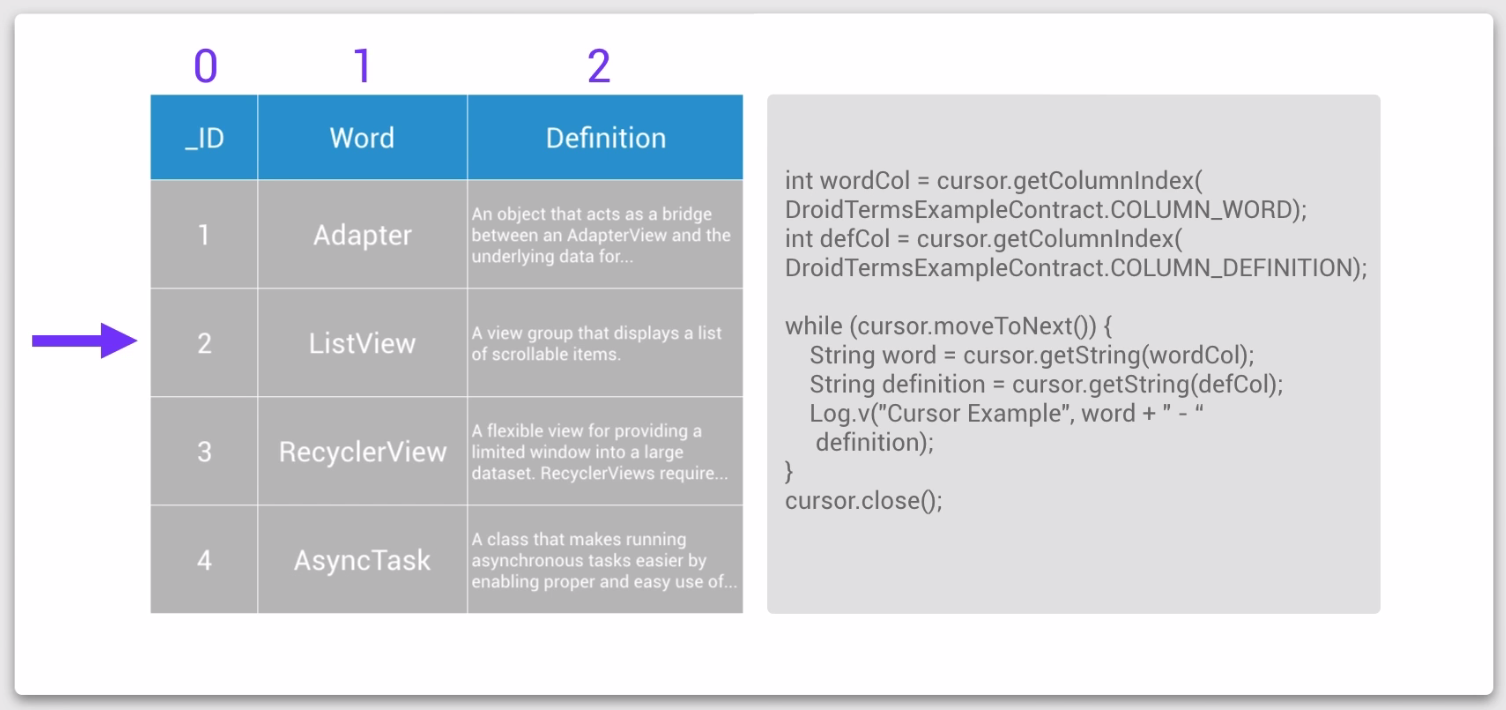 0 1 2
_ID Word Definition
1 Adapter An object that acts as a bridge
between an AdapterView and the
underlying data for...
2 ListView A view group that displays a list
of scrollable items.
3 RecyclerView A flexible view for providing a
limited window into a large
dataset. RecyclerViews require...
4 AsyncTask A class that makes running
asynchronous tasks easier by
enabling proper and easy use of...
int wordCol = cursor.getColumnIndex(
DroidTermsExampleContract.COLUMN_WORD);
int defCol = cursor.getColumnIndex(
DroidTermsExampleContract.COLUMN_DEFINITION);
while (cursor.moveToNext()) {
String word = cursor.getString(wordCol);
String definition = cursor.getString(defCol);
Log.v("Cursor Example", word + " - “
definition);
}
cursor.close();